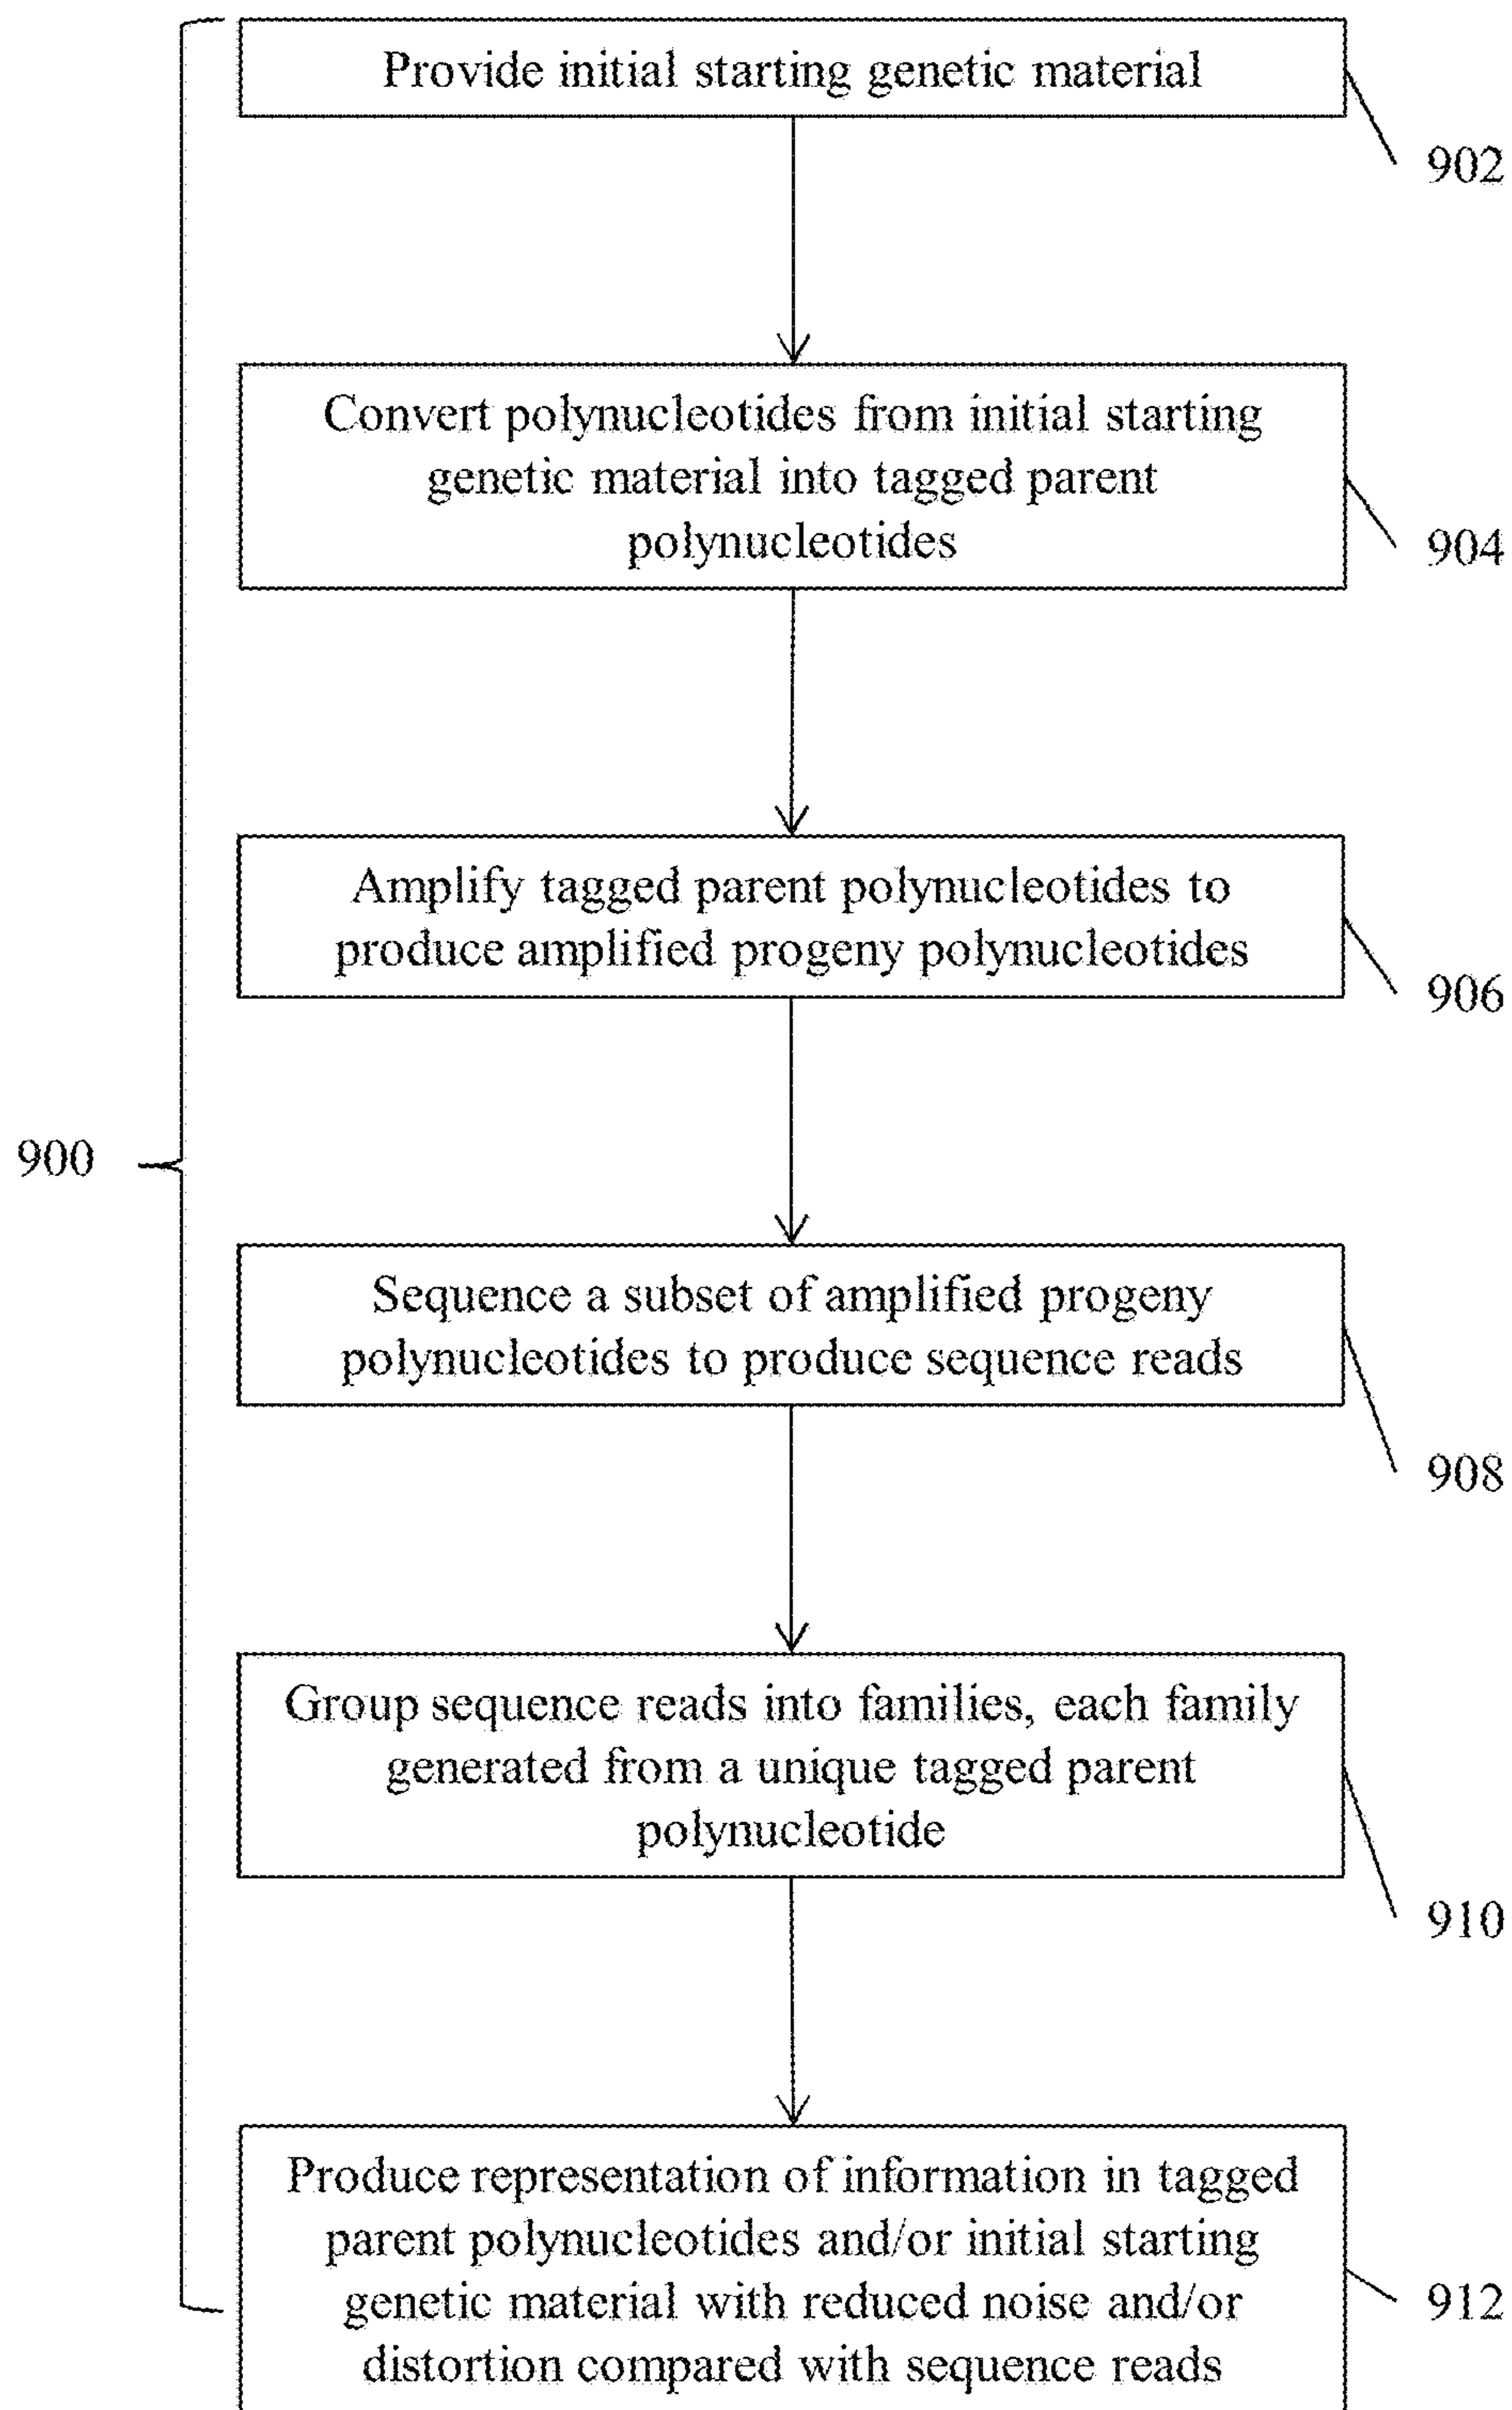 Provide initial starting genetic material
902
Convert polynucleotides from initial starting
genetic material into tagged parent
polynucleotides
904
Amplify tagged parent polynucleotides to
produce amplified progeny polynucleotides
906
900
Sequence a subset of amplified progeny
polynucleotides to produce sequence reads
908
Group sequence reads into families, each family
generated from a unique tagged parent
polynucleotide
910
Produce representation of information in tagged
parent polynucleotides and/or initial starting
genetic material with reduced noise and/or
distortion compared with sequence reads
912